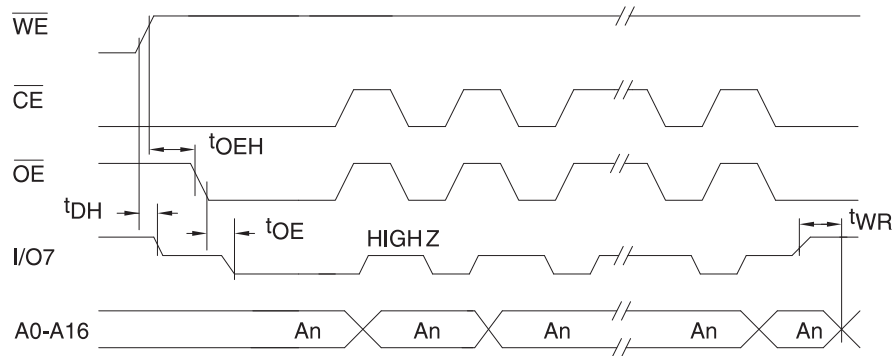 WE
CE
tOEH
OE
tDH
tOE
tWR
HIGH Z
I/O7
A0-A16 An An An An An